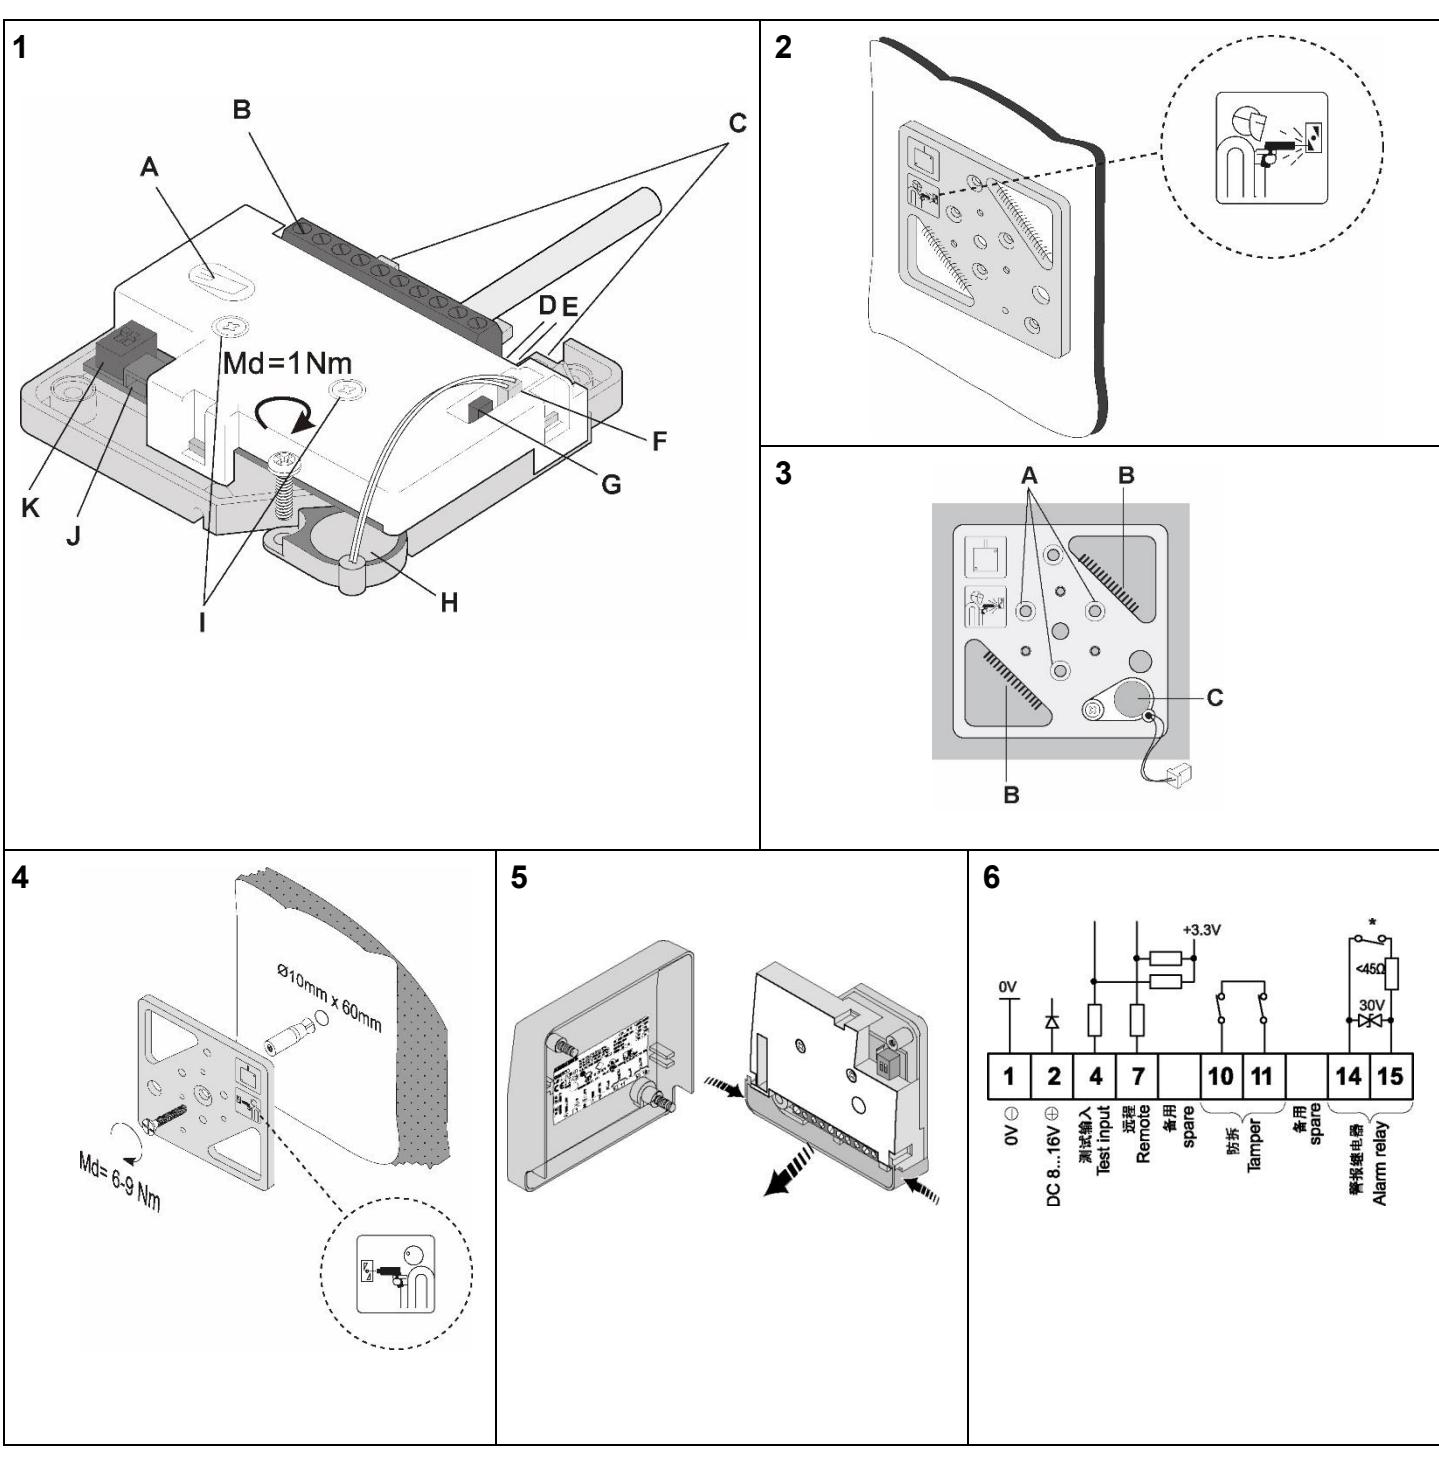 1
B
A
C
D E
Md=1Nm
F
G
K
J
H
I
2
3
A
B
C
B
4
Ø10mm x 60mm
Md= 6-9 Nm
5
6
*
+3.3V
0V
<45Ω
30V
1 2 4 7 10 11 14 15
0V ⊖
DC 8...16V ⊕
测试输入
Test input
远程
Remote
备用
spare
防拆
Tamper
备用
spare
警报继电器
Alarm relay